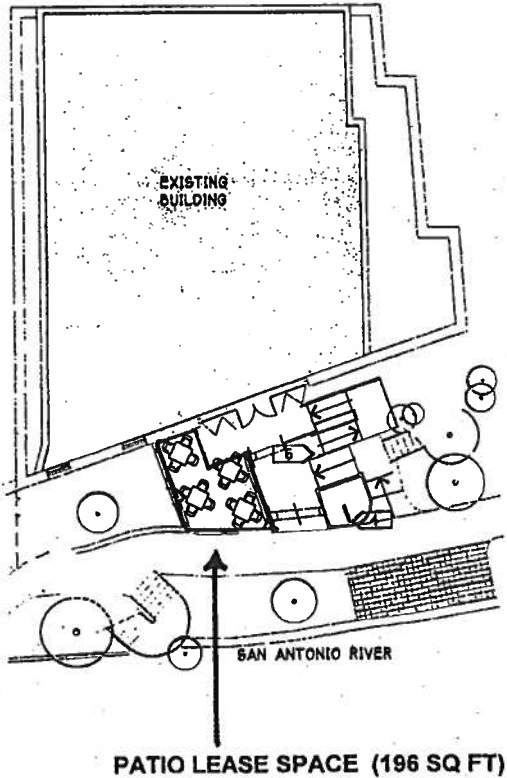 EXISTING
BUILDING
SAN ANTONIO RIVER
PATIO LEASE SPACE (196 SQ FT)